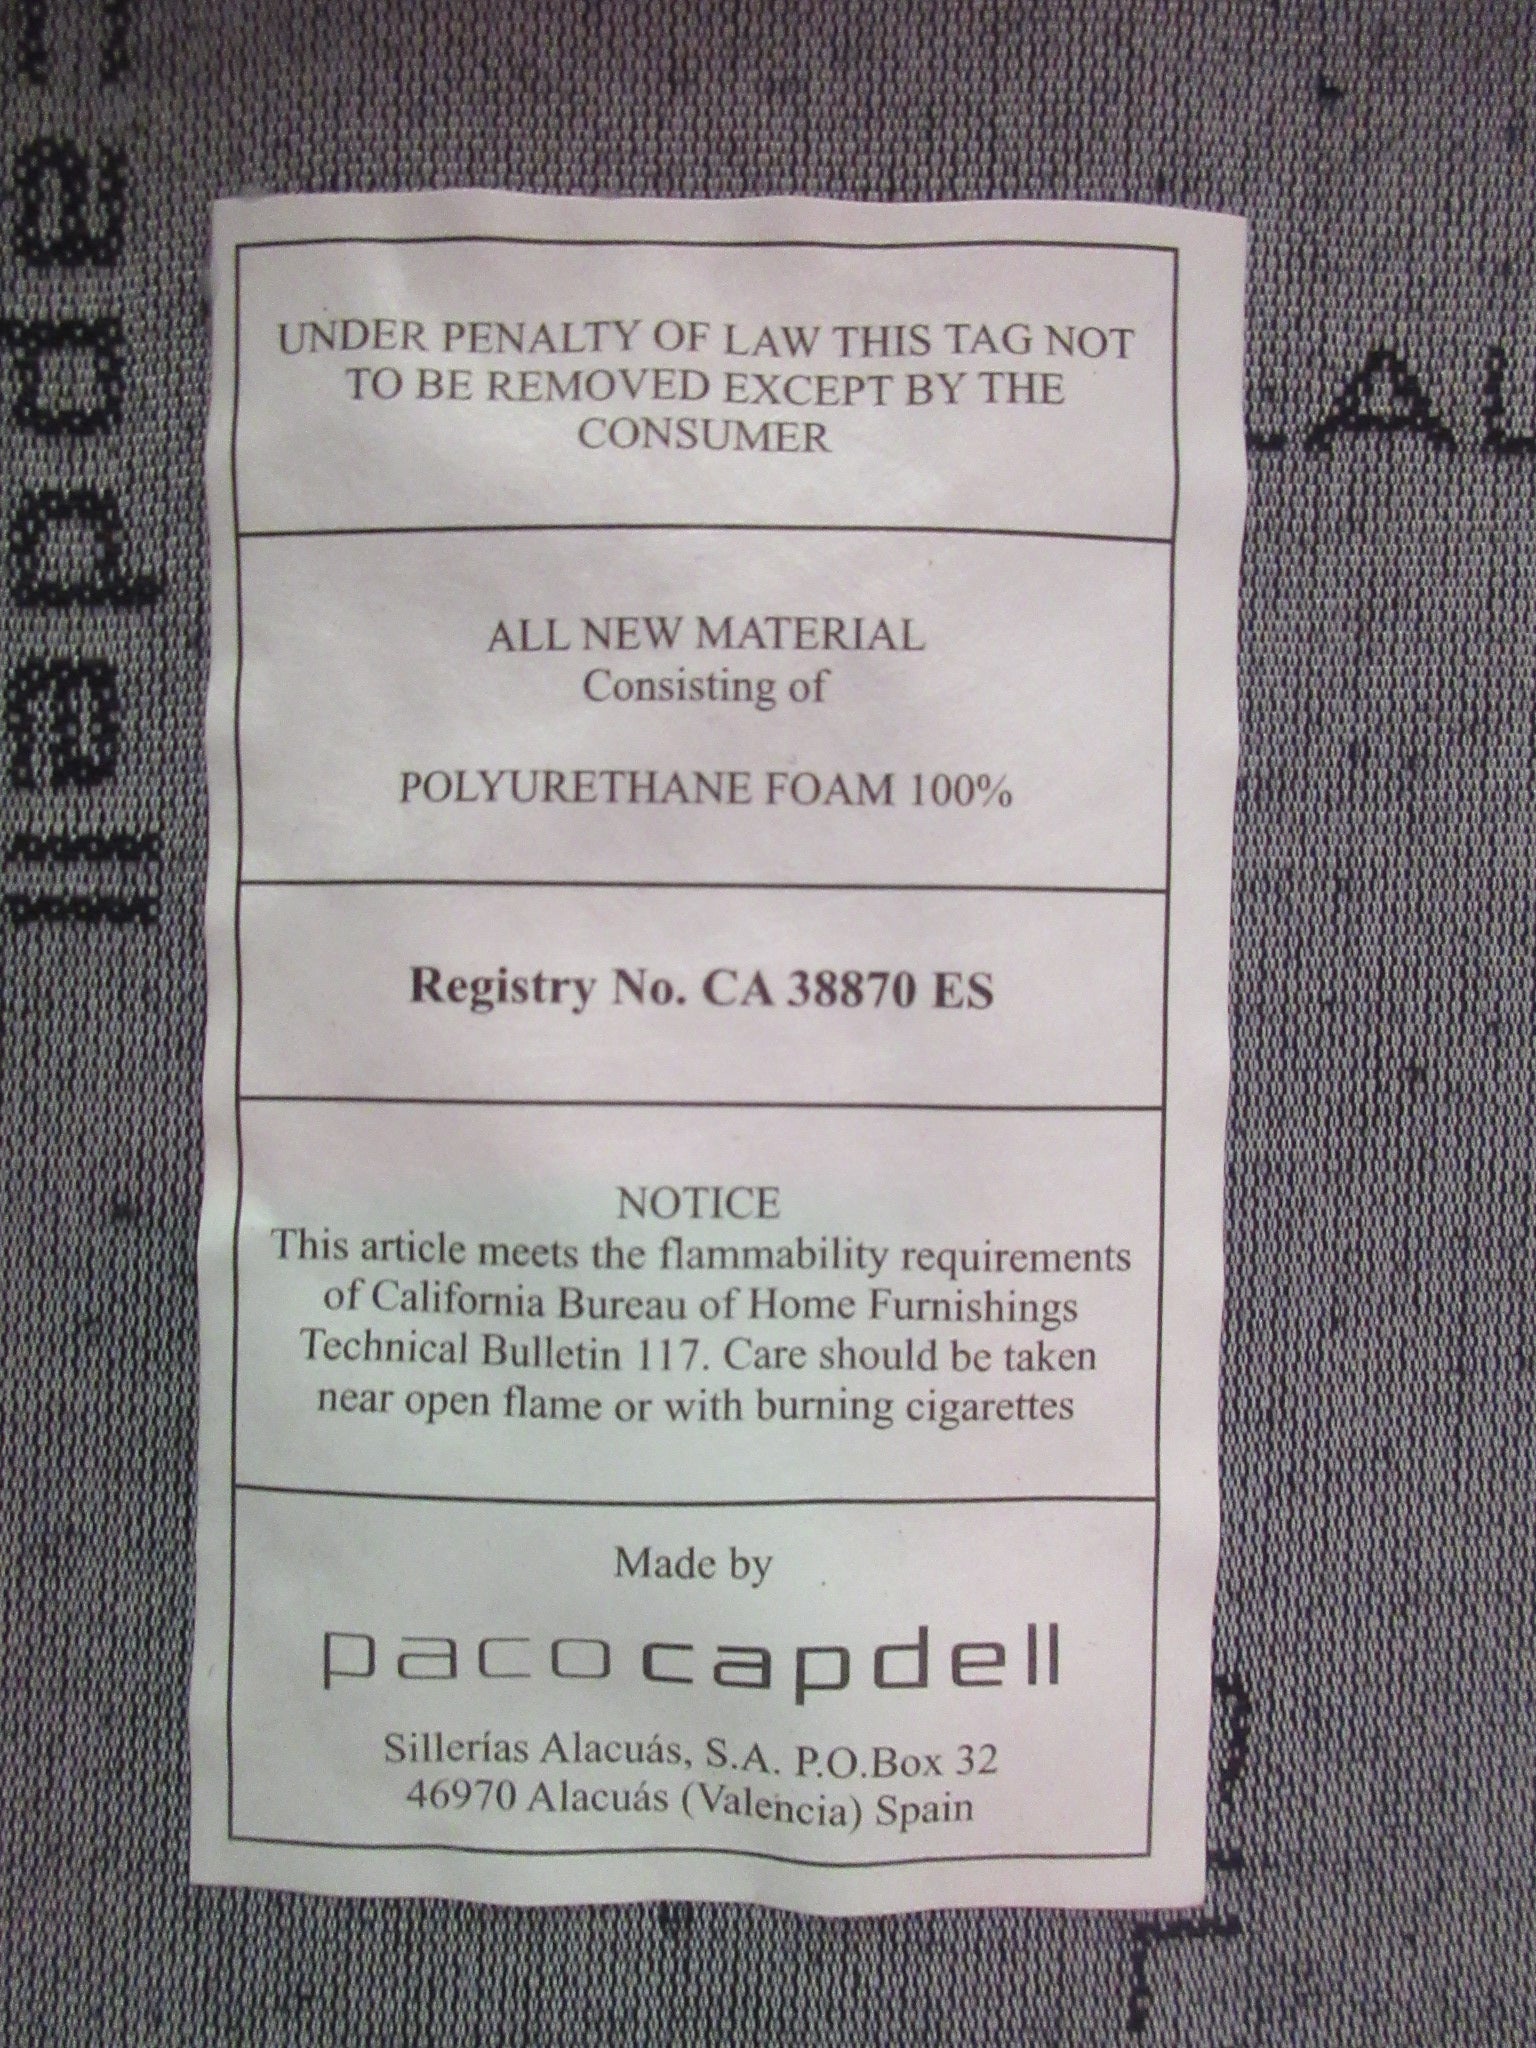 UNDER PENALTY OF LAW THIS TAG NOT
TO BE REMOVED EXCEPT BY THE
CONSUMER
ALL NEW MATERIAL
Consisting of
POLYURETHANE FOAM 100%
Registry No. CA 38870 ES
NOTICE
This article meets the flammability requirements
of California Bureau of Home Furnishings
Technical Bulletin 117. Care should be taken
near open flame or with burning cigarettes
Made by
pacocapdell
Sillerías Alacuás, S.A. P.O.Box 32
46970 Alacuás (Valencia) Spain